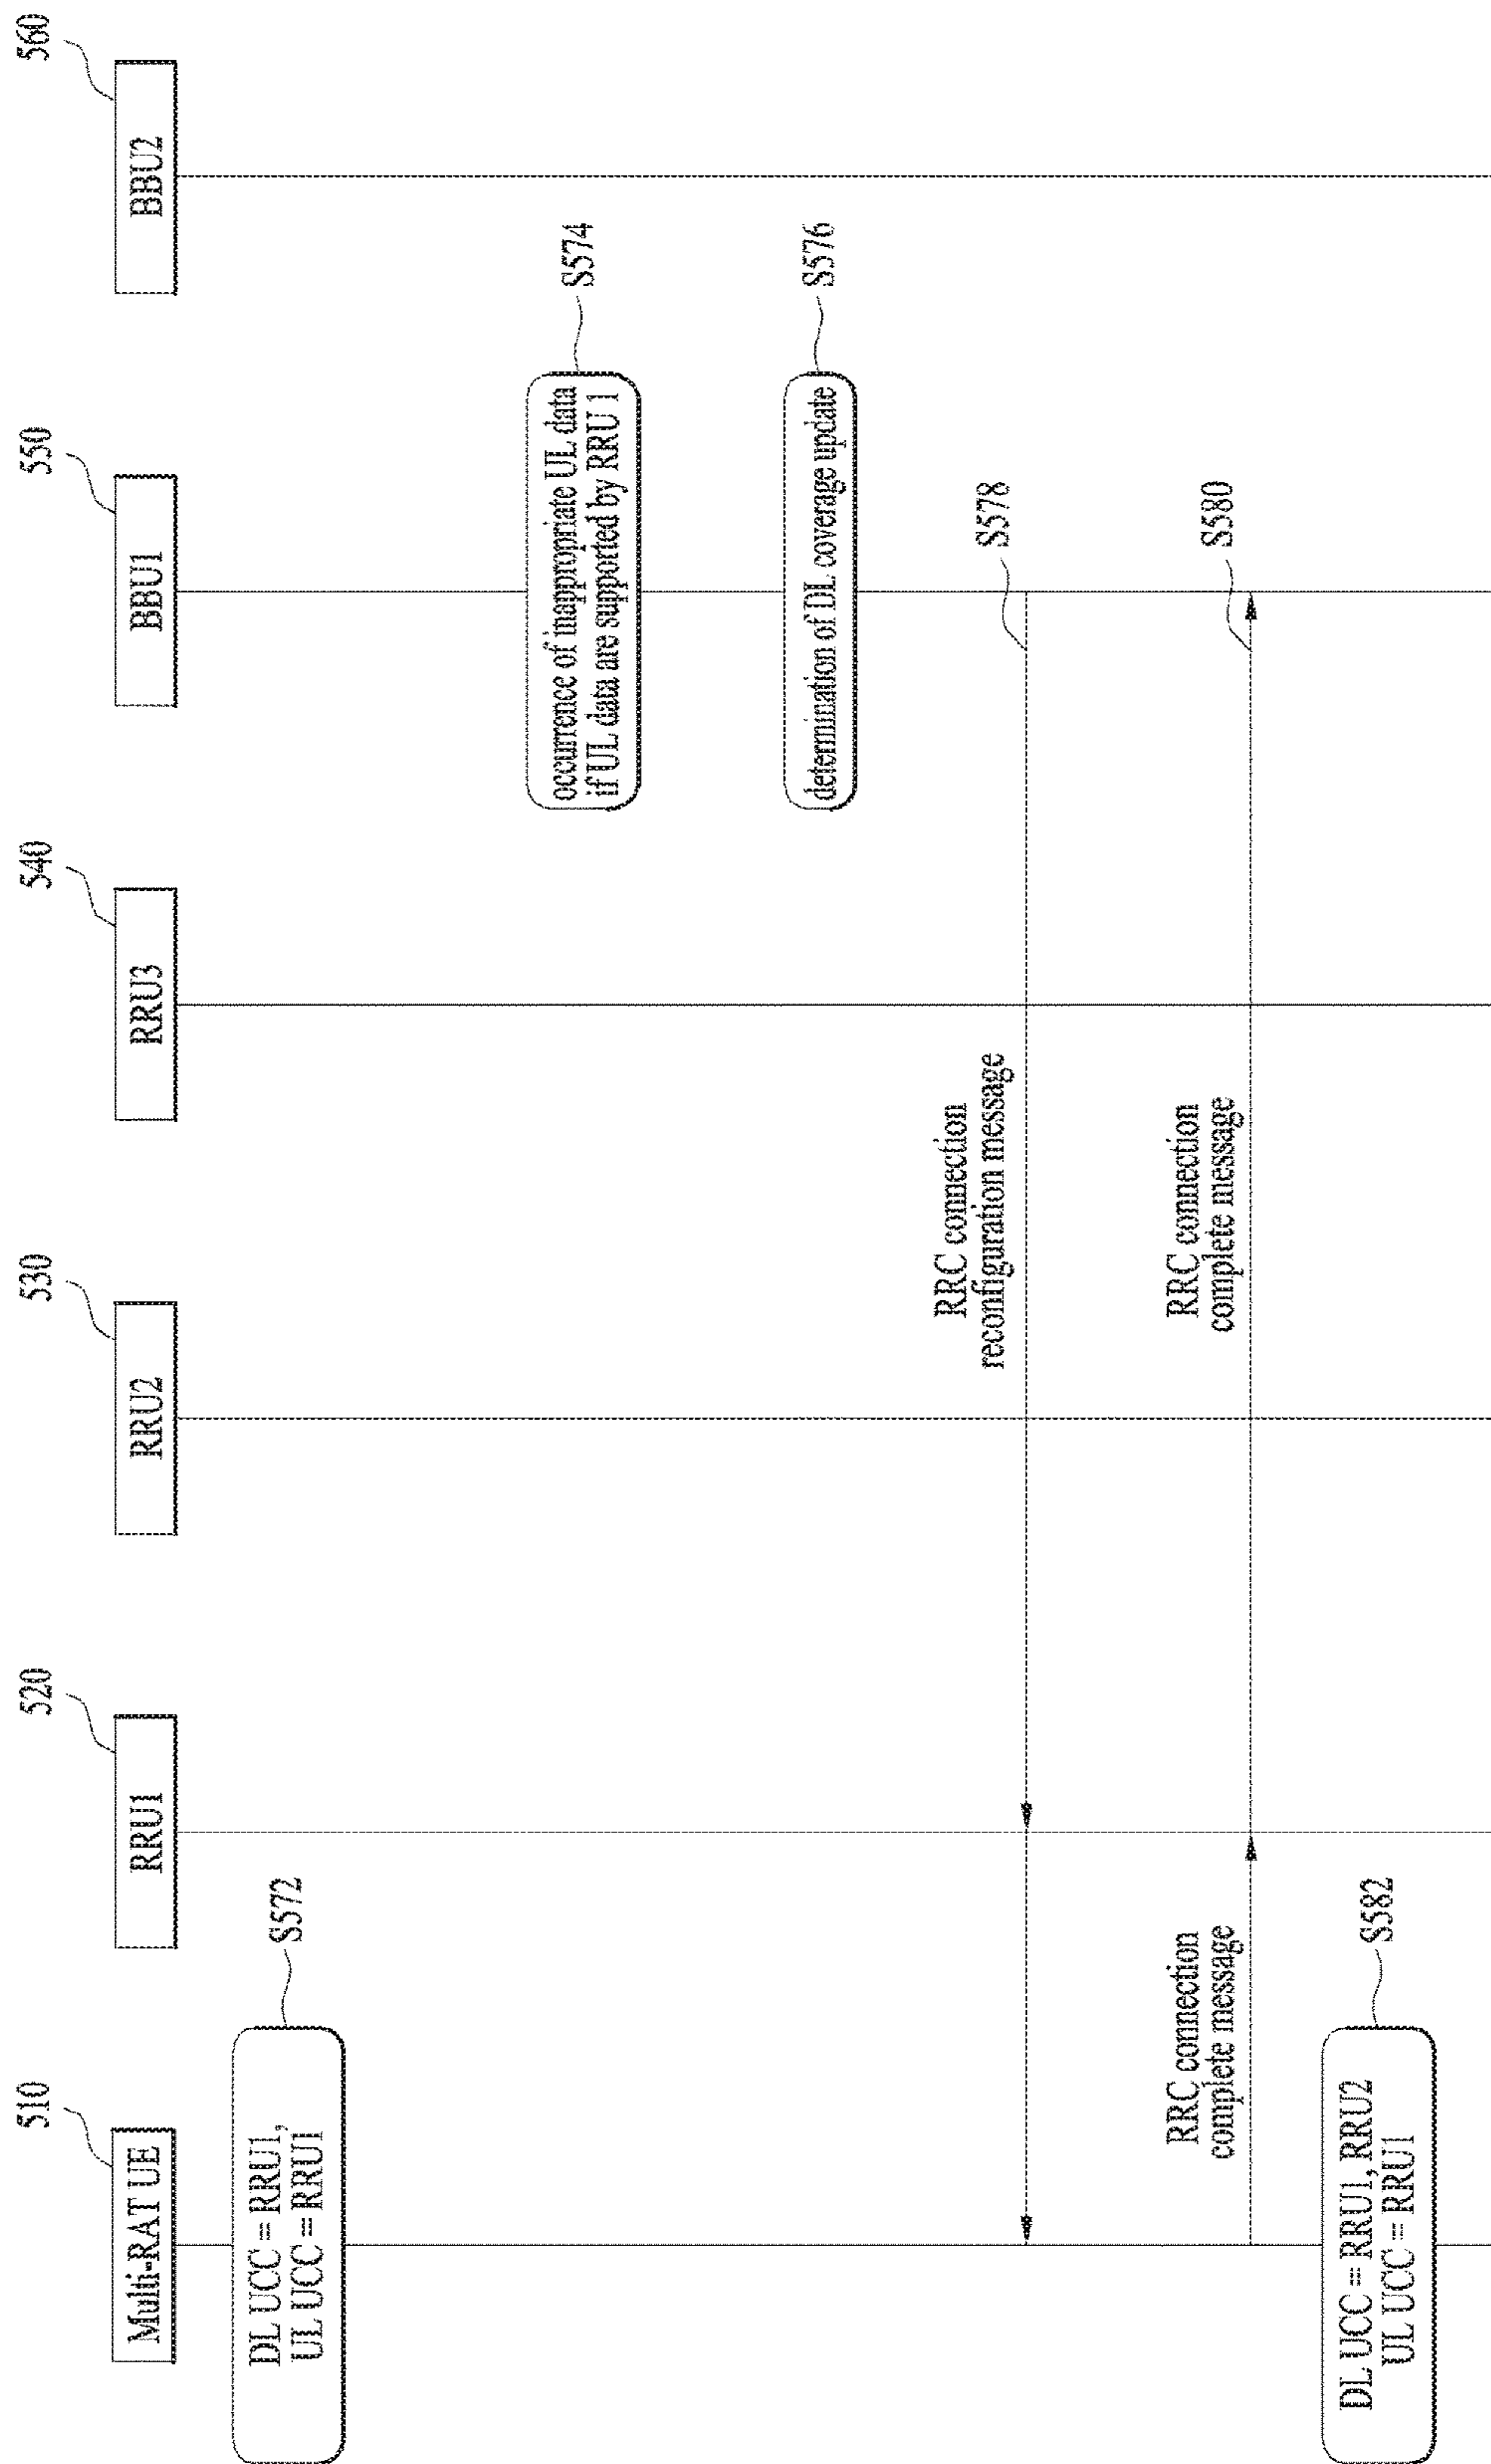 510
520
530
540
550
560
Multi-RAT UE
RRU1
RRU2
RRU3
BBU1
BBU2
DL UCC = RRU1,
UL UCC = RRU1
S572
occurrence of inappropriate UL data
if UL data are supported by RRU 1
S574
determination of DL coverage update
S576
RRC connection
reconfiguration message
S578
RRC connection
complete message
RRC connection
complete message
S580
DL UCC = RRU1, RRU2
UL UCC = RRU1
S582